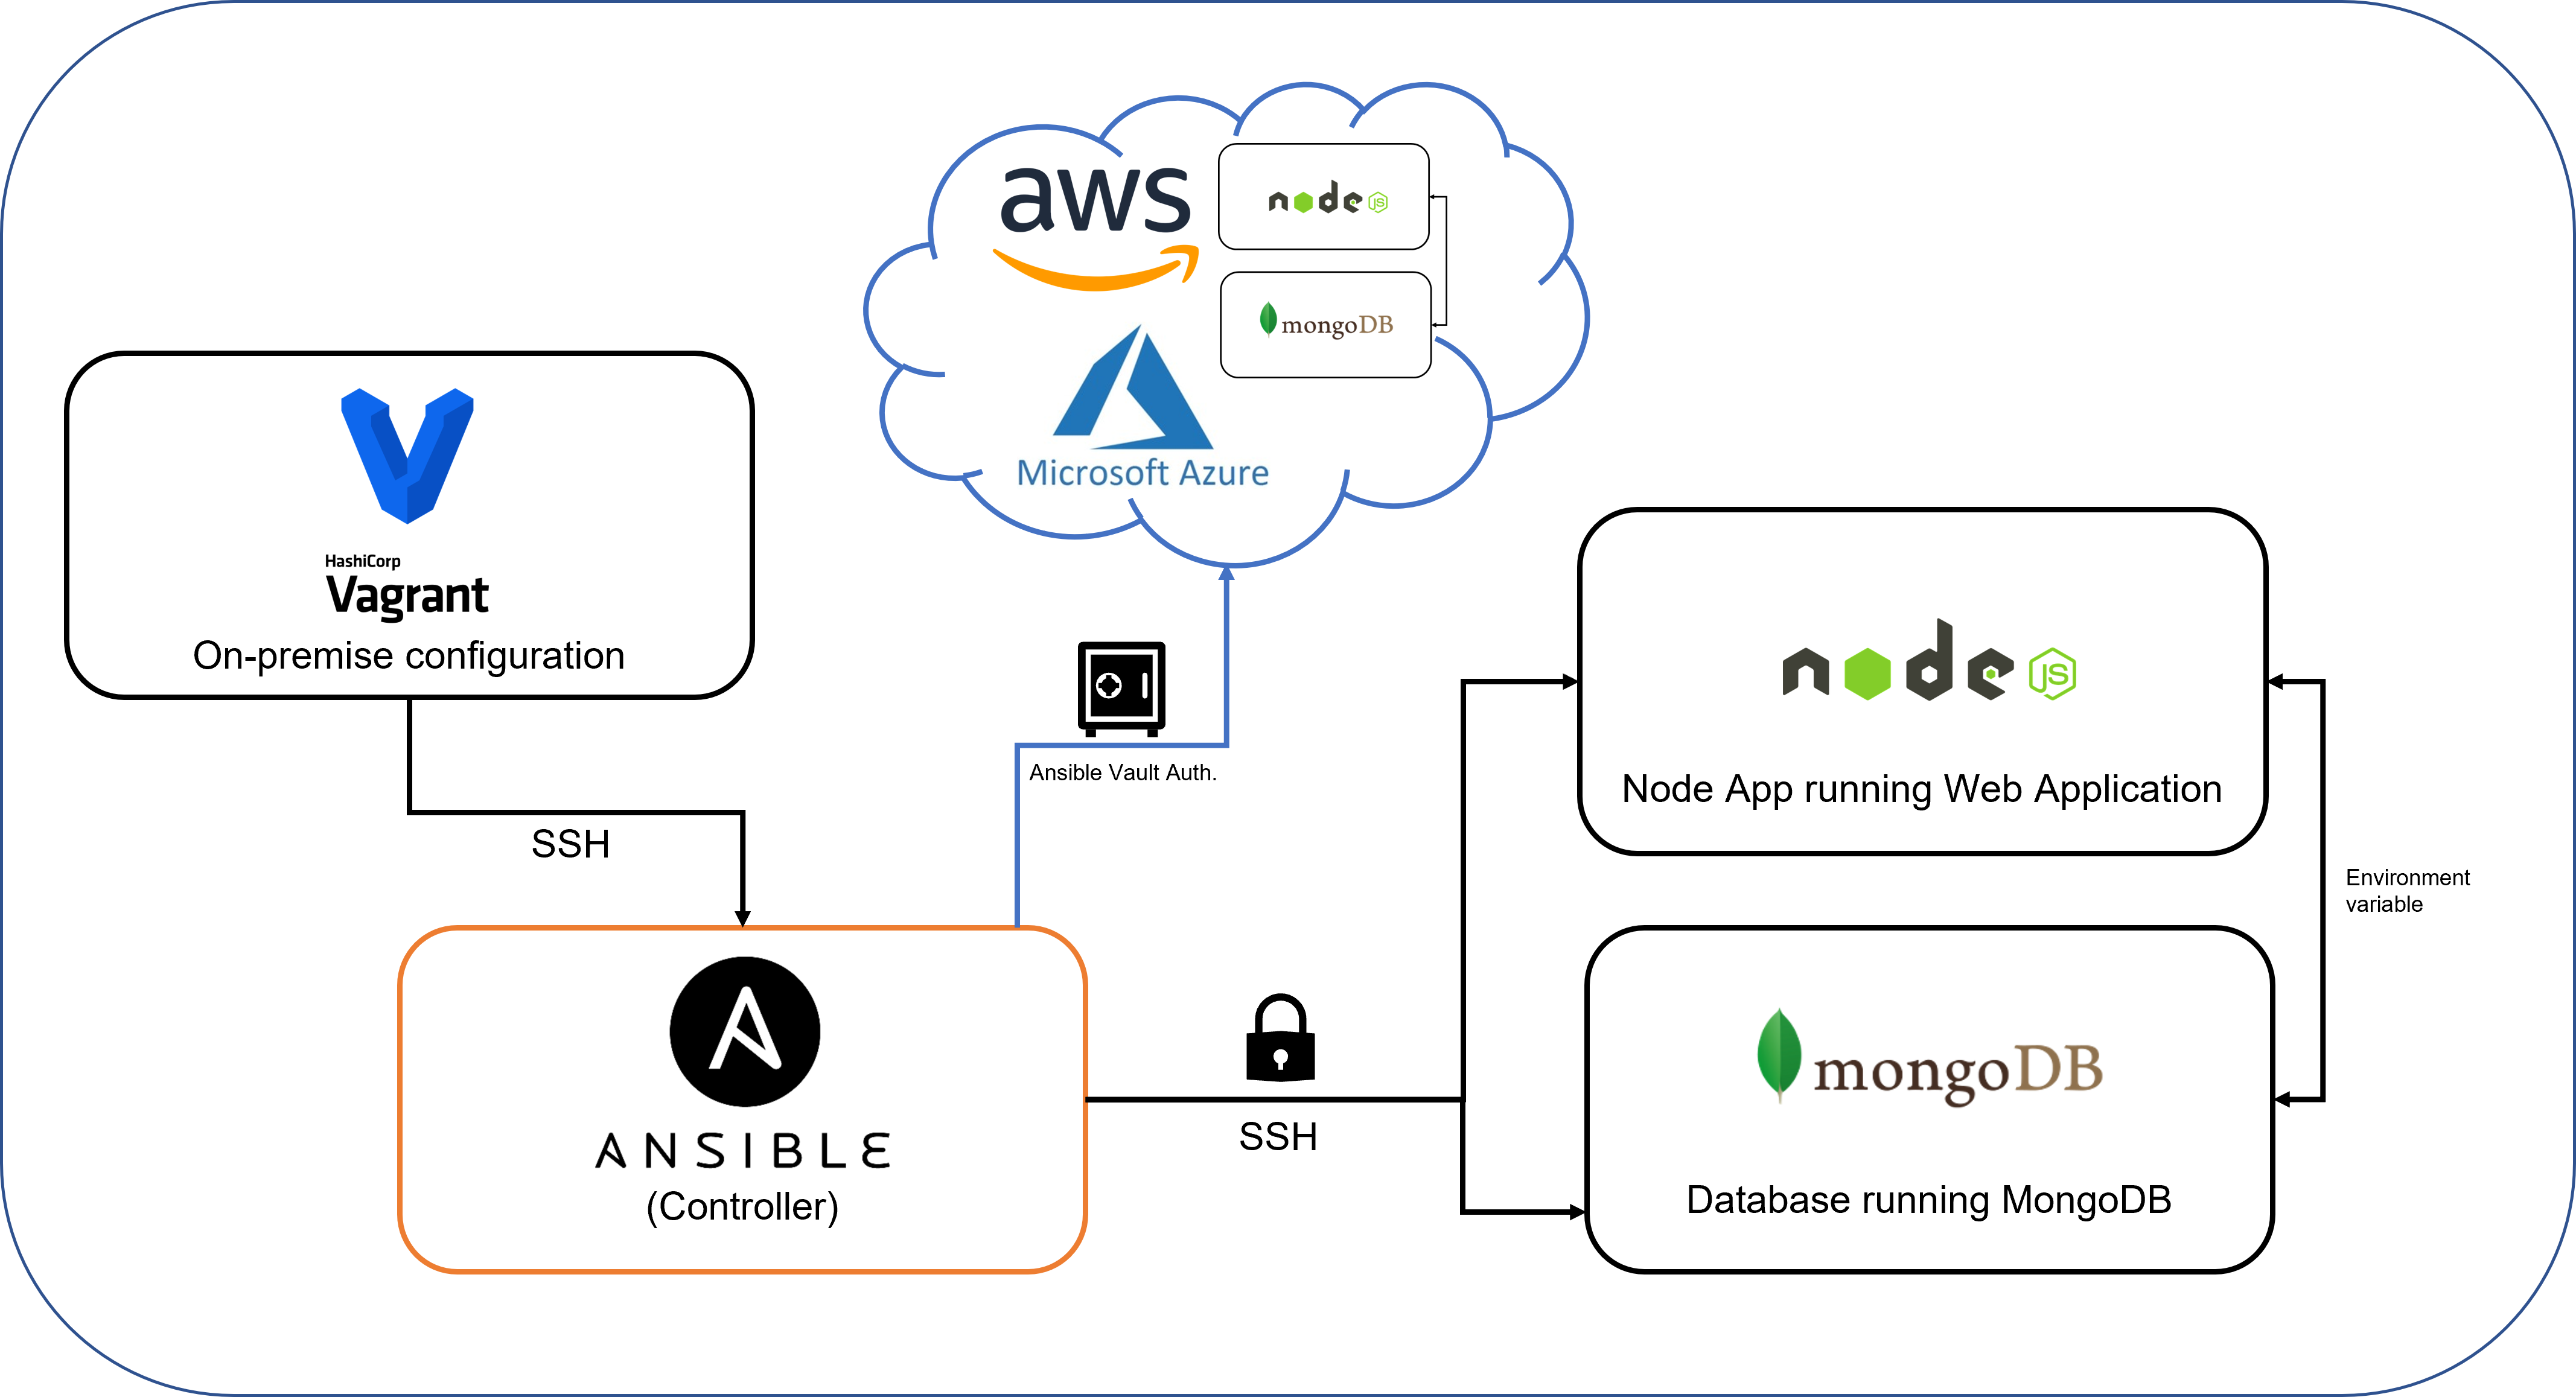 aws
node
JS
mongoDB
Microsoft Azure
HashiCorp
Vagrant
On-premise configuration
SSH
Ansible Vault Auth.
node
JS
Node App running Web Application
Environment
variable
ANSIBLE
(Controller)
SSH
mongoDB
Database running MongoDB